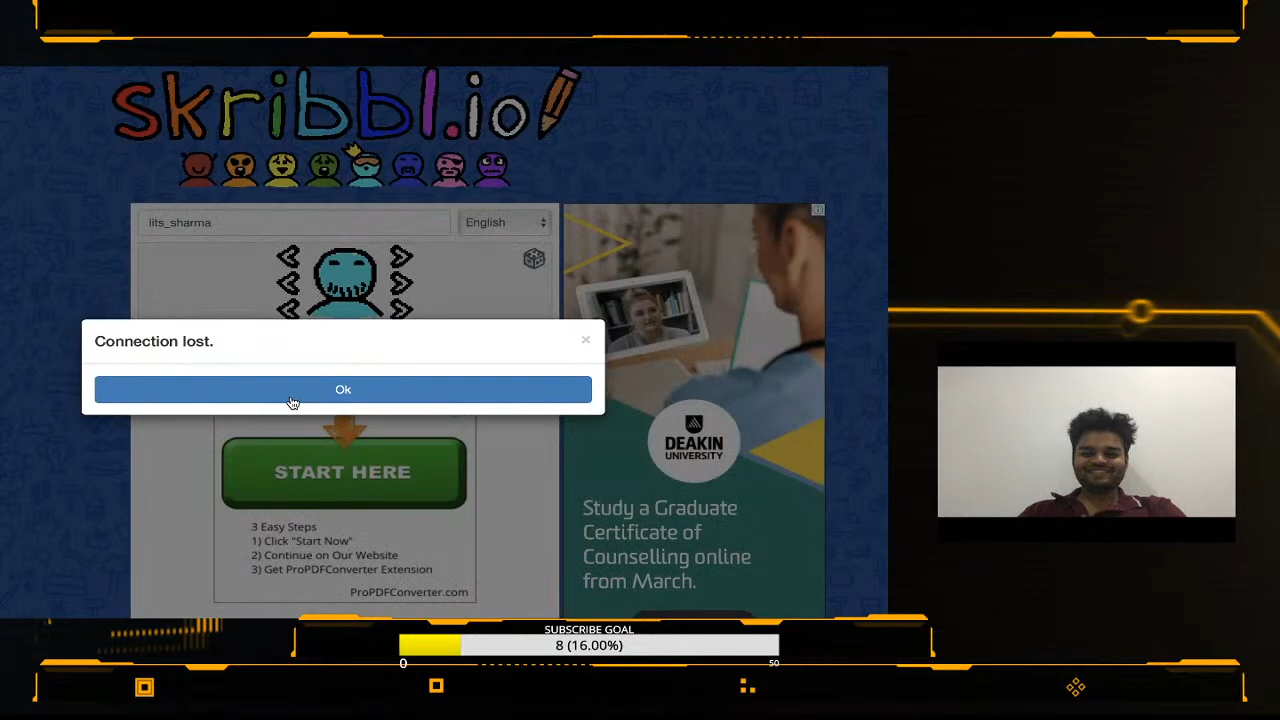 skribbl.io
lits_sharma
English
Connection lost.
×
Ok
START HERE
3 Easy Steps
1) Click "Start Now"
2) Continue on Our Website
3) Get ProPDFConverter Extension
ProPDFConverter.com
DEAKIN
UNIVERSITY
Study a Graduate
Certificate of
Counselling online
from March.
SUBSCRIBE GOAL
8 (16.00%)
0
50